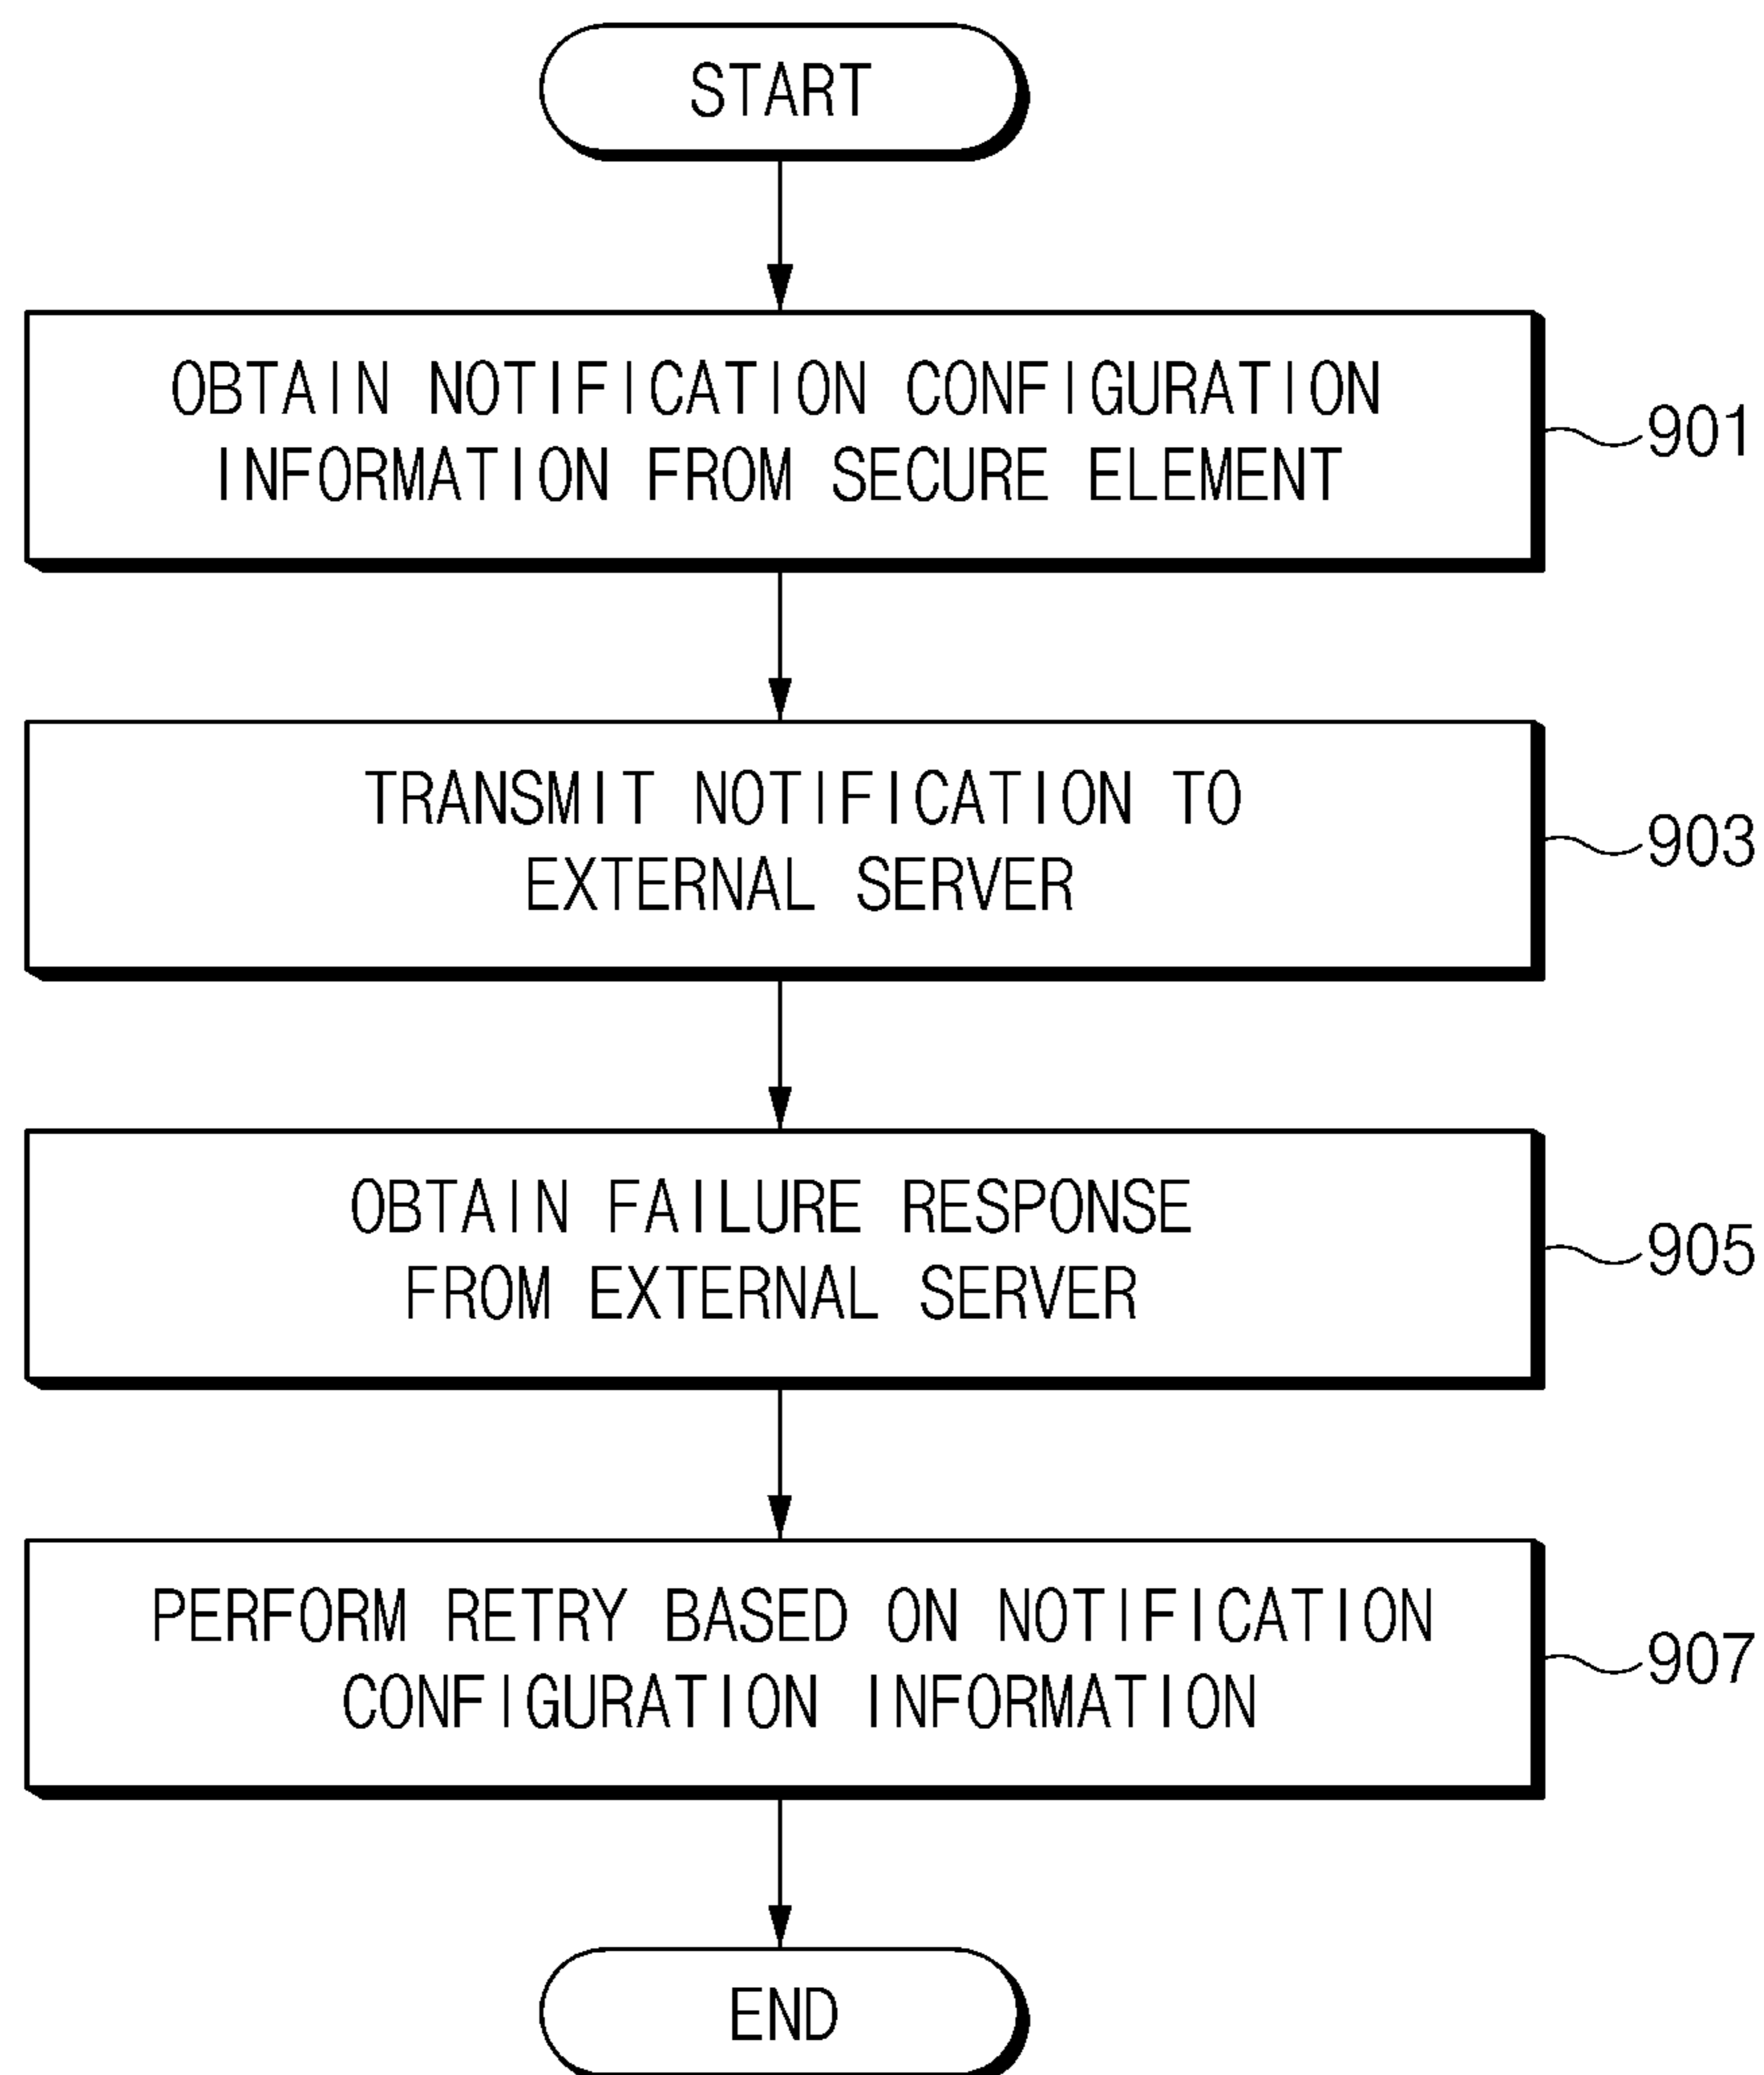 START
OBTAIN NOTIFICATION CONFIGURATION
INFORMATION FROM SECURE ELEMENT
901
TRANSMIT NOTIFICATION TO
EXTERNAL SERVER
903
OBTAIN FAILURE RESPONSE
FROM EXTERNAL SERVER
905
PERFORM RETRY BASED ON NOTIFICATION
CONFIGURATION INFORMATION
907
END